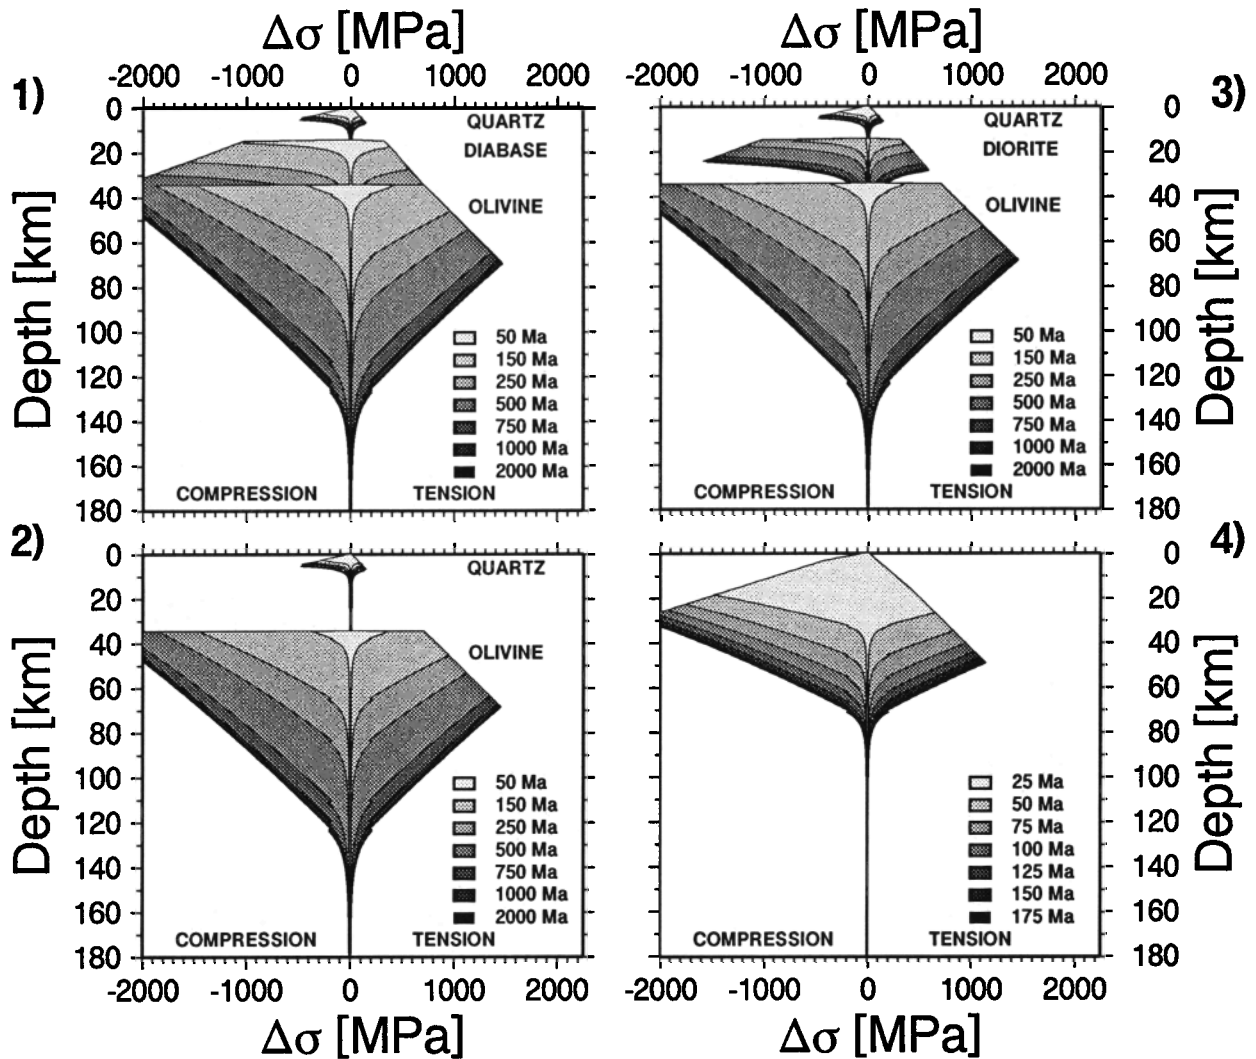 Δσ [MPa]
Δσ [MPa]
-2000 -1000 0 1000 2000
-2000 -1000 0 1000 2000
1)
3)
0
20
40
60
80
100
120
140
160
180
Depth [km]
QUARTZ
DIABASE
OLIVINE
50 Ma
150 Ma
250 Ma
500 Ma
750 Ma
1000 Ma
2000 Ma
COMPRESSION TENSION
QUARTZ
DIORITE
OLIVINE
50 Ma
150 Ma
250 Ma
500 Ma
750 Ma
1000 Ma
2000 Ma
COMPRESSION TENSION
0
20
40
60
80
100
120
140
160
180
Depth [km]
2)
4)
0
20
40
60
80
100
120
140
160
180
Depth [km]
QUARTZ
OLIVINE
50 Ma
150 Ma
250 Ma
500 Ma
750 Ma
1000 Ma
2000 Ma
COMPRESSION TENSION
25 Ma
50 Ma
75 Ma
100 Ma
125 Ma
150 Ma
175 Ma
COMPRESSION TENSION
0
20
40
60
80
100
120
140
160
180
Depth [km]
-2000 -1000 0 1000 2000
-2000 -1000 0 1000 2000
Δσ [MPa]
Δσ [MPa]